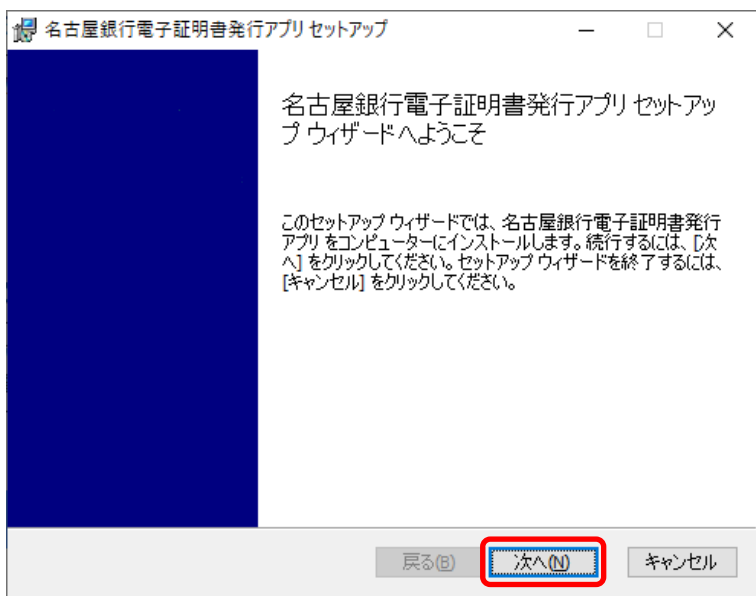 名古屋銀行電子証明書発行アプリ セットアップ
名古屋銀行電子証明書発行アプリ セットアッ
プ ウィザードへようこそ
このセットアップ ウィザードでは、名古屋銀行電子証明書発行
アプリ をコンピューターにインストールします。続行するには、[次
へ] をクリックしてください。セットアップ ウィザードを終了するには、
[キャンセル] をクリックしてください。
戻る(B) 次へ(N) キャンセル